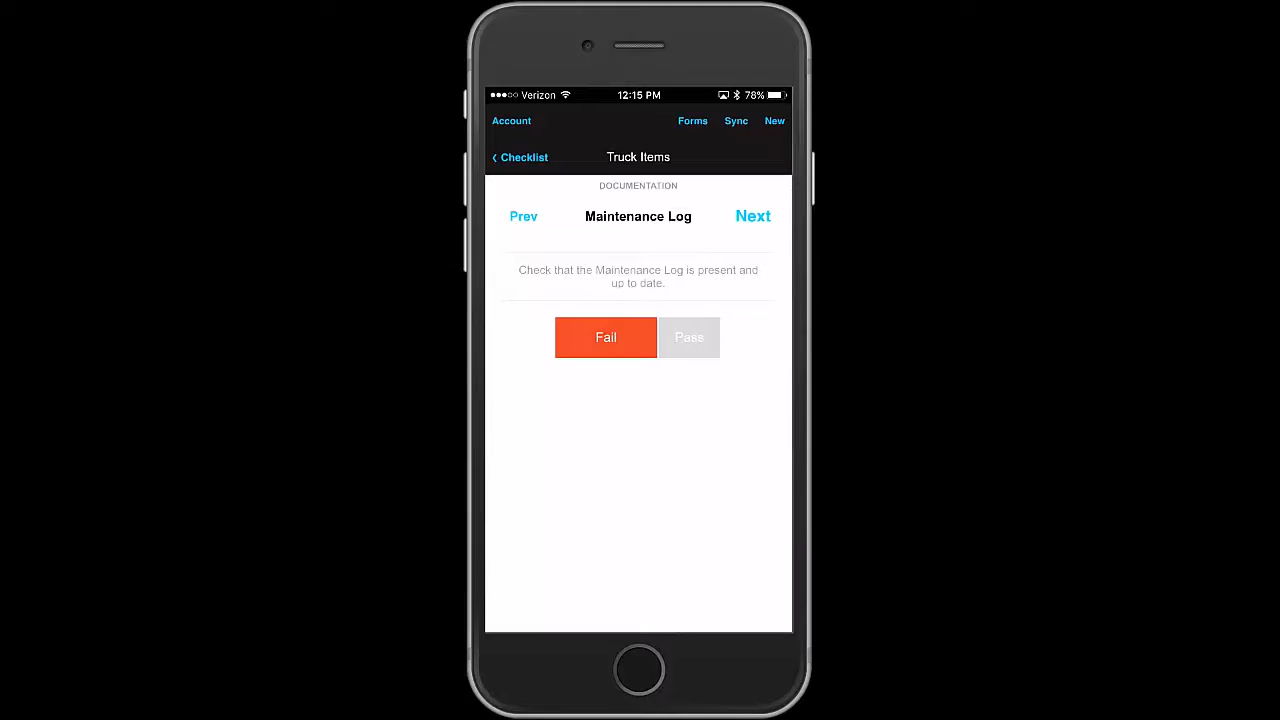 Verizon 12:15 PM 78%
Account Forms Sync New
Checklist Truck Items
DOCUMENTATION
Prev Maintenance Log Next
Check that the Maintenance Log is present and
up to date.
Fail Pass